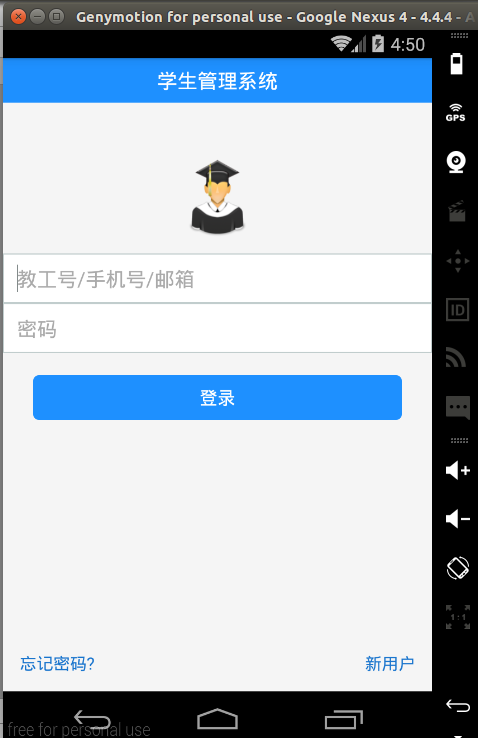 Genymotion for personal use - Google Nexus 4 - 4.4.4 - A
4:50
学生管理系统
GPS
教工号/手机号/邮箱
ID
密码
登录
1:1
忘记密码?
新用户
free for personal use